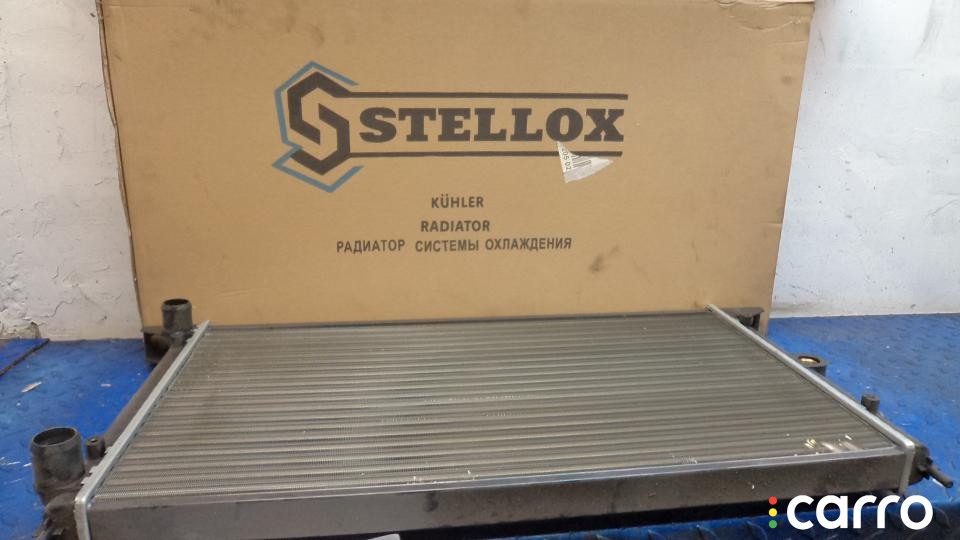 STELLOX
KÜHLER
RADIATOR
РАДИАТОР СИСТЕМЫ ОХЛАЖДЕНИЯ
carro